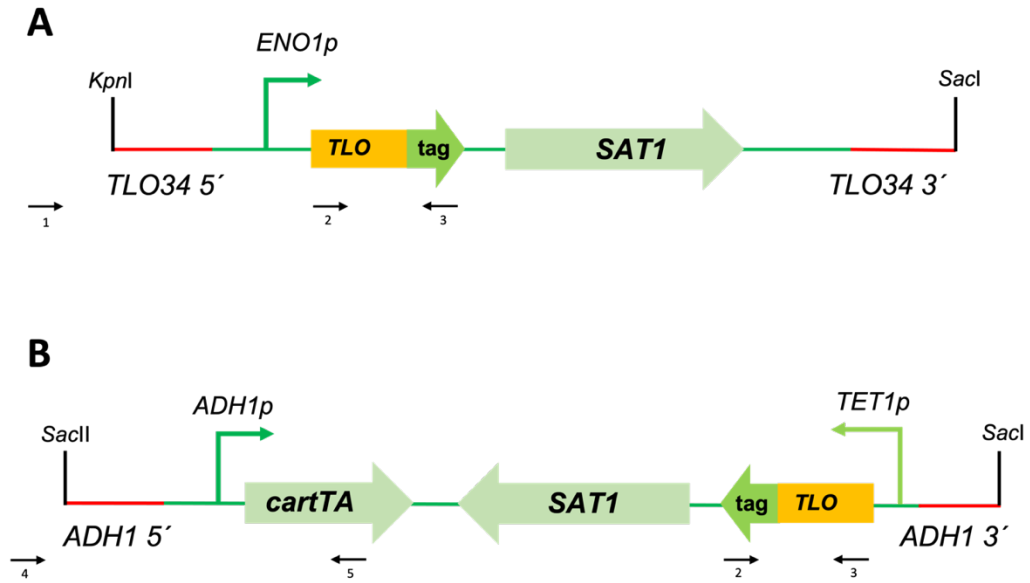 A
ENO1p
KpnI
SacI
TLO
tag
SAT1
TLO34 5´
TLO34 3´
1
2
3
B
ADH1p
TET1p
SacII
SacI
cartTA
SAT1
tag
TLO
ADH1 5´
ADH1 3´
4
5
2
3